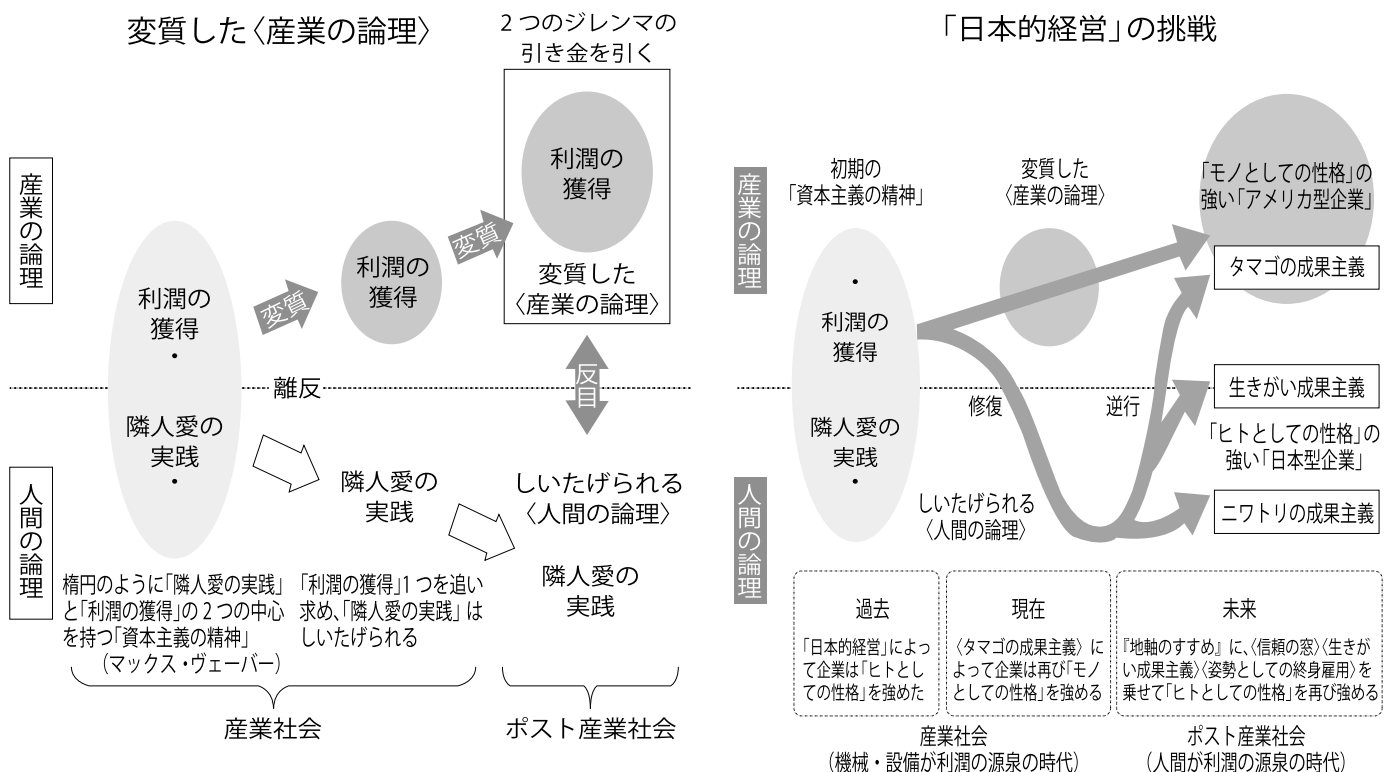 変質した〈産業の論理〉
2つのジレンマの
引き金を引く
産業の論理
人間の論理
利潤の
獲得
・
隣人愛の
実践
・
変質
利潤の
獲得
変質
利潤の
獲得
変質した
〈産業の論理〉
離反
反目
隣人愛の
実践
しいたげられる
〈人間の論理〉
隣人愛の
実践
楕円のように「隣人愛の実践」
と「利潤の獲得」の2つの中心
を持つ「資本主義の精神」
（マックス・ヴェーバー）
「利潤の獲得」1つを追い
求め、「隣人愛の実践」は
しいたげられる
産業社会
ポスト産業社会
「日本的経営」の挑戦
産業の論理
人間の論理
初期の
「資本主義の精神」
変質した
〈産業の論理〉
「モノとしての性格」の
強い「アメリカ型企業」
タマゴの成果主義
・
利潤の
獲得
隣人愛の
実践
・
修復
逆行
生きがい成果主義
「ヒトとしての性格」の
強い「日本型企業」
しいたげられる
〈人間の論理〉
ニワトリの成果主義
過去
「日本的経営」によっ
て企業は「ヒトとし
ての性格」を強めた
現在
〈タマゴの成果主義〉に
よって企業は再び「モノ
としての性格」を強める
未来
『地軸のすすめ』に、〈信頼の窓〉〈生きが
い成果主義〉〈姿勢としての終身雇用〉を
乗せて「ヒトとしての性格」を再び強める
産業社会
（機械・設備が利潤の源泉の時代）
ポスト産業社会
（人間が利潤の源泉の時代）